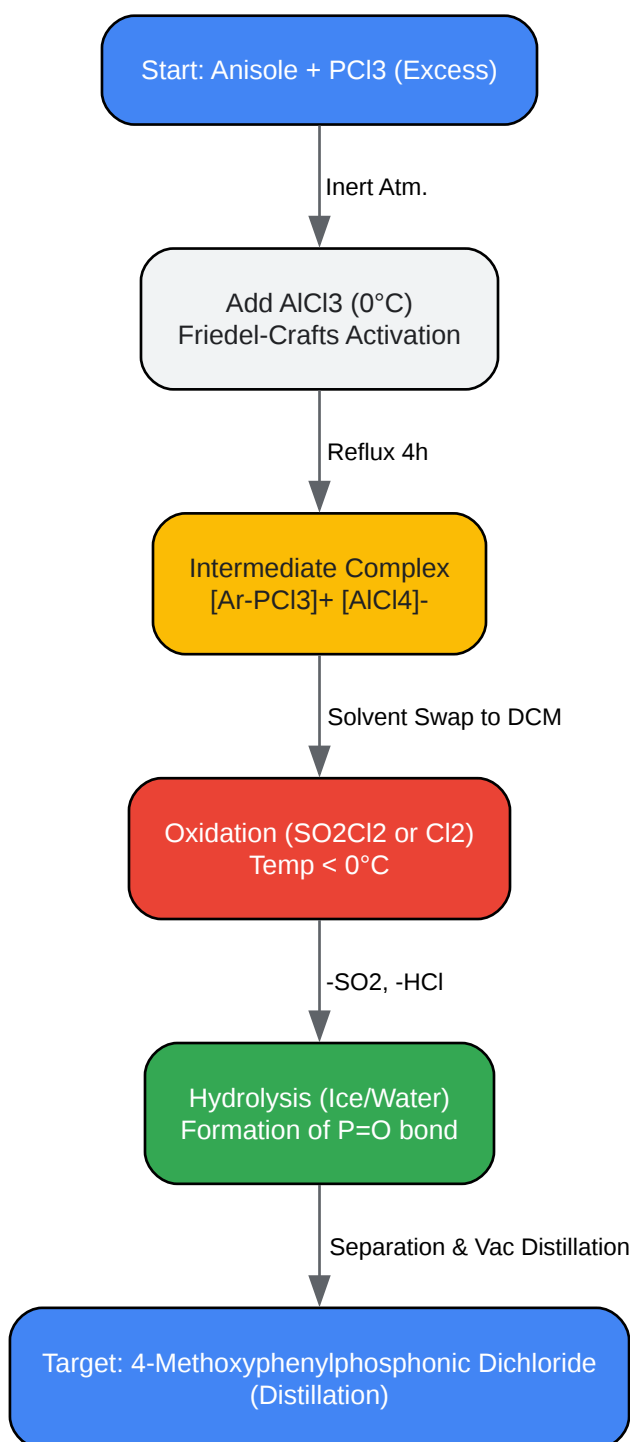 Start: Anisole + PCl3 (Excess)
Inert Atm.
Add AlCl3 (0°C)
Friedel-Crafts Activation
Reflux 4h
Intermediate Complex
[Ar-PCl3]+ [AlCl4]-
Solvent Swap to DCM
Oxidation (SO2Cl2 or Cl2)
Temp < 0°C
-SO2, -HCl
Hydrolysis (Ice/Water)
Formation of P=O bond
Separation & Vac Distillation
Target: 4-Methoxyphenylphosphonic Dichloride
(Distillation)